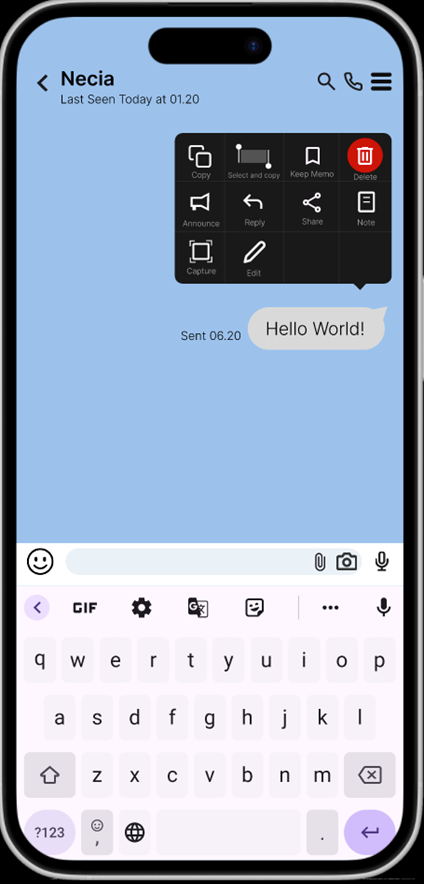 Necia
Last Seen Today at 01.20
Copy Select and copy Keep Memo Delete
Announce Reply Share Note
Capture Edit
Sent 06.20 Hello World!
GIF
q w e r t y u i o p
a s d f g h j k l
z x c v b n m
?123 , .